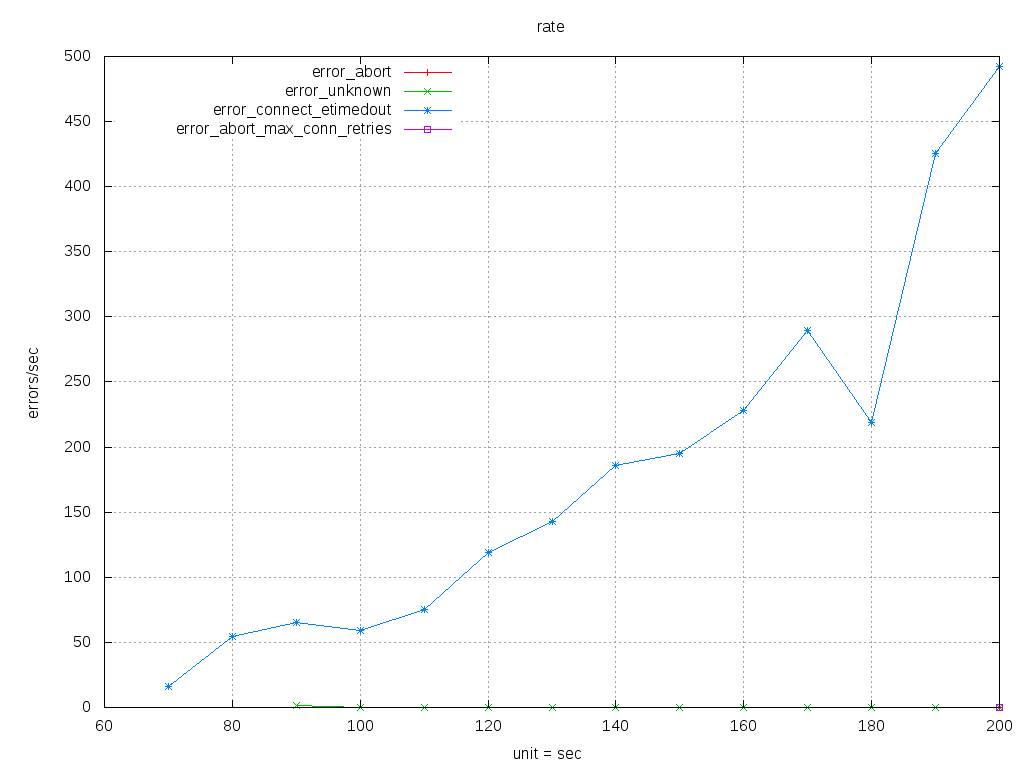 rate
500
450
400
350
300
250
200
150
100
50
0
errors/sec
error_abort
error_unknown
error_connect_etimedout
error_abort_max_conn_retries
60 80 100 120 140 160 180 200
unit = sec